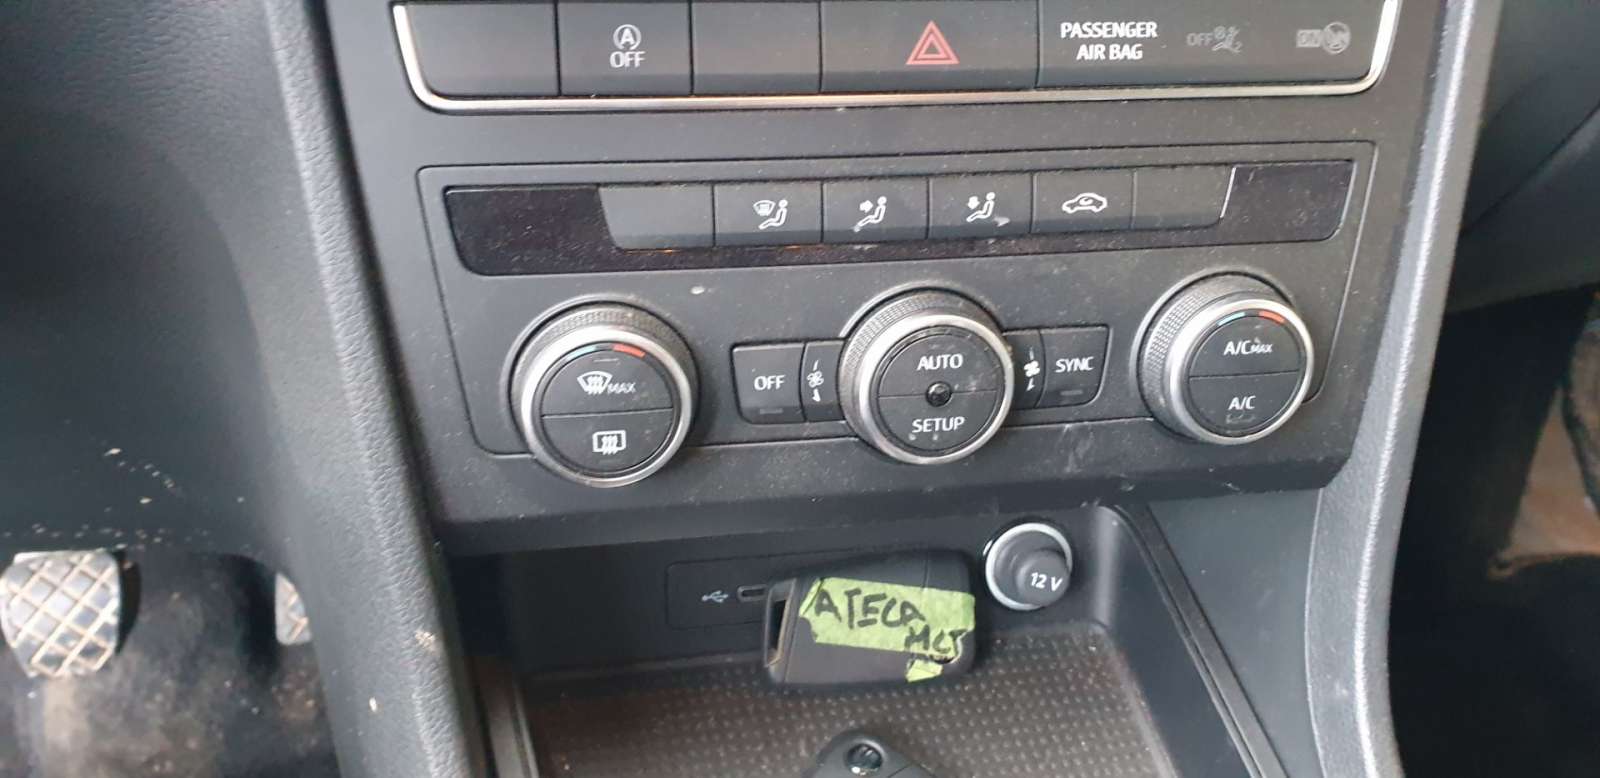 A
OFF
PASSENGER
AIR BAG
OFF
MAX
OFF
AUTO
SETUP
SYNC
A/C MAX
A/C
12 V
ATECA